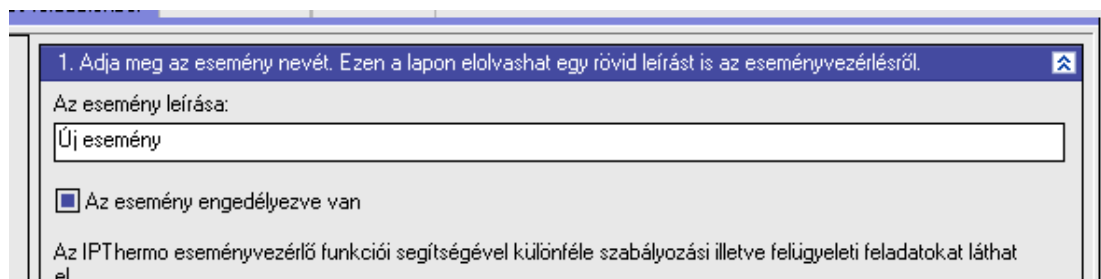 1. Adja meg az esemény nevét. Ezen a lapon elolvashat egy rövid leírást is az eseményvezérlésről.
Az esemény leírása:
Új esemény
Az esemény engedélyezve van
Az IPThermo eseményvezérlő funkciói segítségével különféle szabályozási illetve felügyeleti feladatokat láthat
el